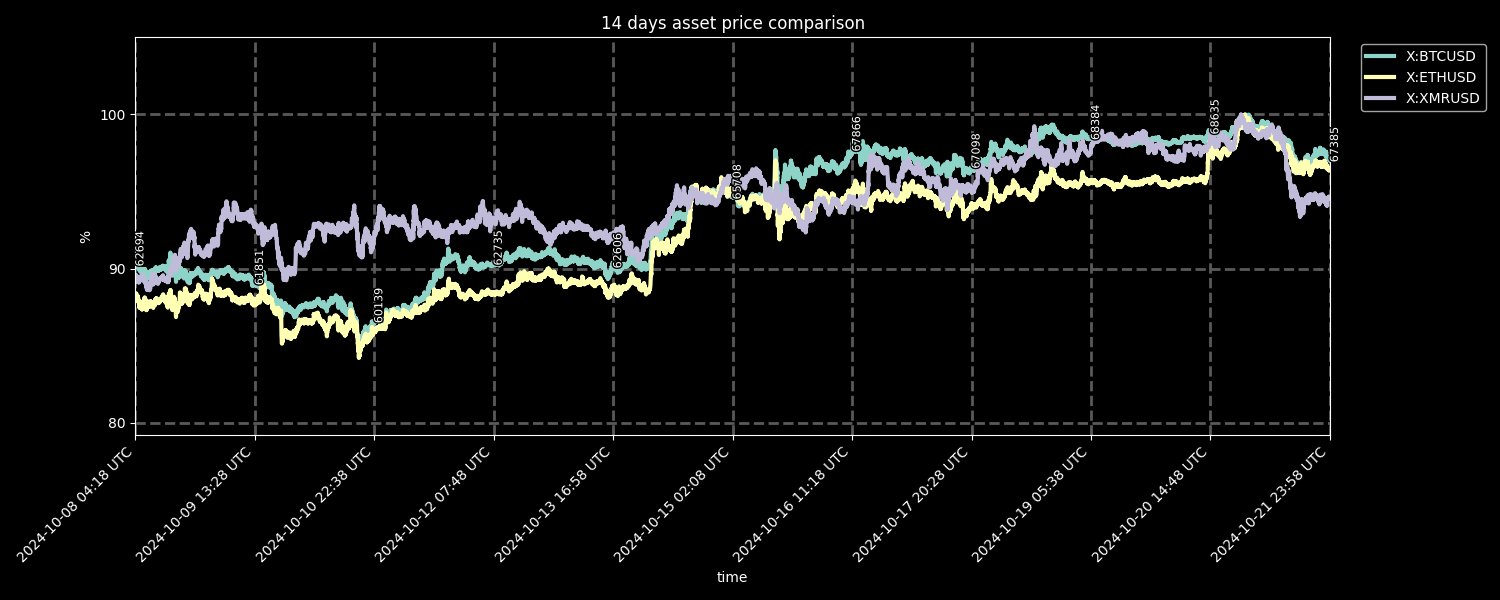 14 days asset price comparison
X:BTCUSD
X:ETHUSD
X:XMRUSD
%
100
90
80
62694
61851
60139
62735
62606
65708
67866
67098
68384
68635
67385
2024-10-08 04:18 UTC
2024-10-09 13:28 UTC
2024-10-10 22:38 UTC
2024-10-12 07:48 UTC
2024-10-13 16:58 UTC
2024-10-15 02:08 UTC
2024-10-16 11:18 UTC
2024-10-17 20:28 UTC
2024-10-19 05:38 UTC
2024-10-20 14:48 UTC
2024-10-21 23:58 UTC
time